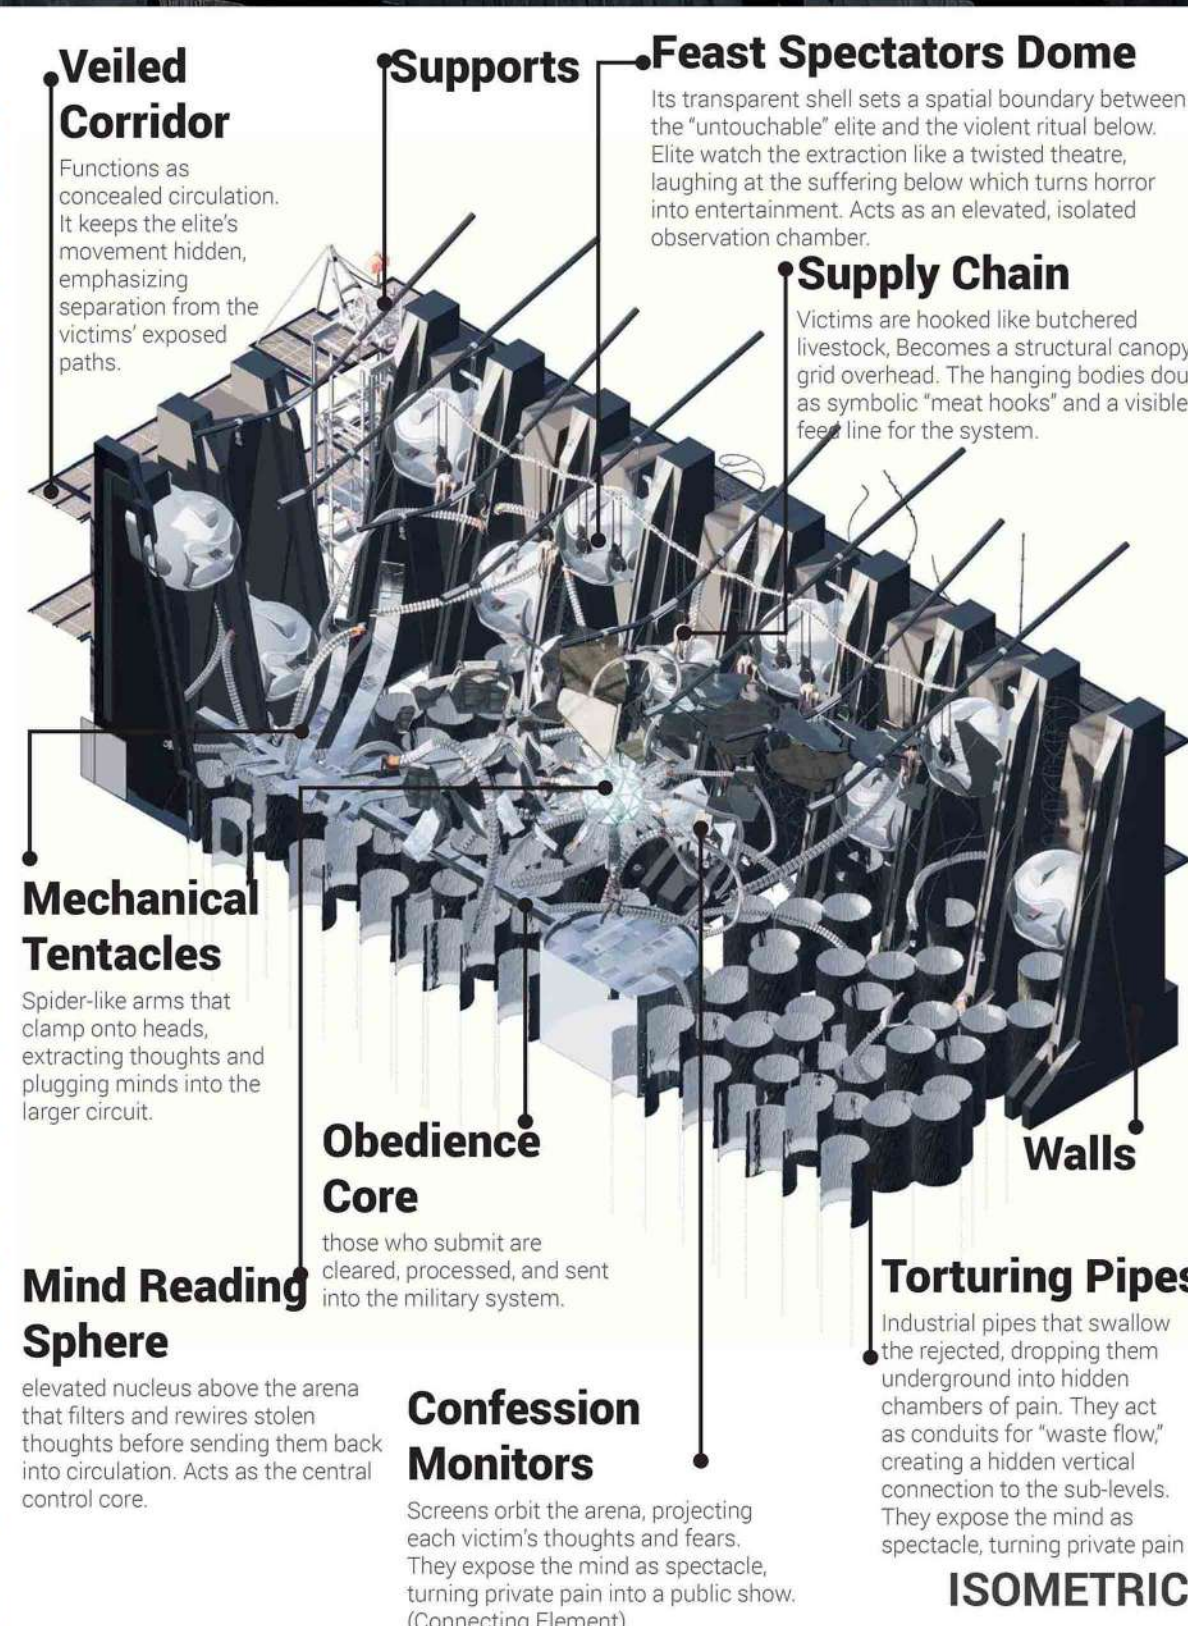 Veiled
Corridor
Functions as
concealed circulation.
It keeps the elite's
movement hidden,
emphasizing
separation from the
victims' exposed
paths.
Supports
Feast Spectators Dome
Its transparent shell sets a spatial boundary between
the "untouchable" elite and the violent ritual below.
Elite watch the extraction like a twisted theatre,
laughing at the suffering below which turns horror
into entertainment. Acts as an elevated, isolated
observation chamber.
Supply Chain
Victims are hooked like butchered
livestock, Becomes a structural canopy
grid overhead. The hanging bodies dou
as symbolic "meat hooks" and a visible
feed line for the system.
Mechanical
Tentacles
Spider-like arms that
clamp onto heads,
extracting thoughts and
plugging minds into the
larger circuit.
Obedience
Core
those who submit are
cleared, processed, and sent
into the military system.
Walls
Mind Reading
Sphere
elevated nucleus above the arena
that filters and rewires stolen
thoughts before sending them back
into circulation. Acts as the central
control core.
Confession
Monitors
Screens orbit the arena, projecting
each victim's thoughts and fears.
They expose the mind as spectacle,
turning private pain into a public show.
(Connecting Element)
Torturing Pipes
Industrial pipes that swallow
the rejected, dropping them
underground into hidden
chambers of pain. They act
as conduits for "waste flow,"
creating a hidden vertical
connection to the sub-levels.
They expose the mind as
spectacle, turning private pain
ISOMETRIC